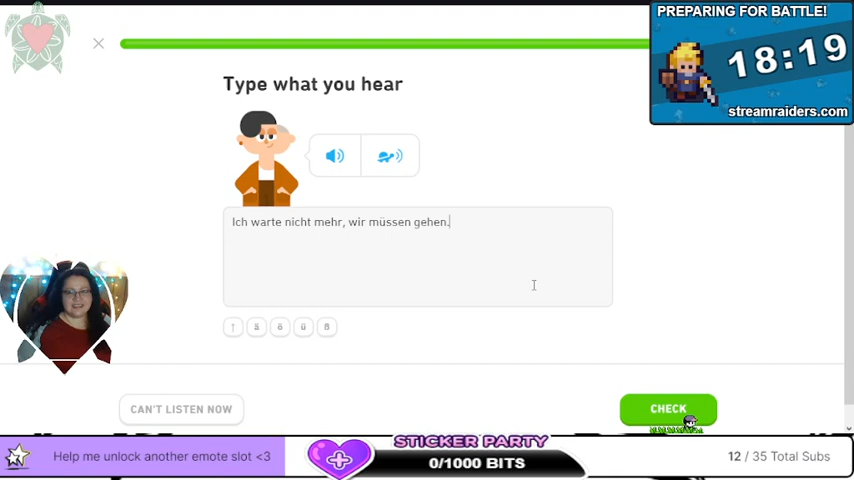 PREPARING FOR BATTLE!
18:19
streamraiders.com
Type what you hear
Ich warte nicht mehr, wir müssen gehen.
↑ ä ö ü ß
CAN'T LISTEN NOW
CHECK
Help me unlock another emote slot <3
STICKER PARTY
0/1000 BITS
12 / 35 Total Subs